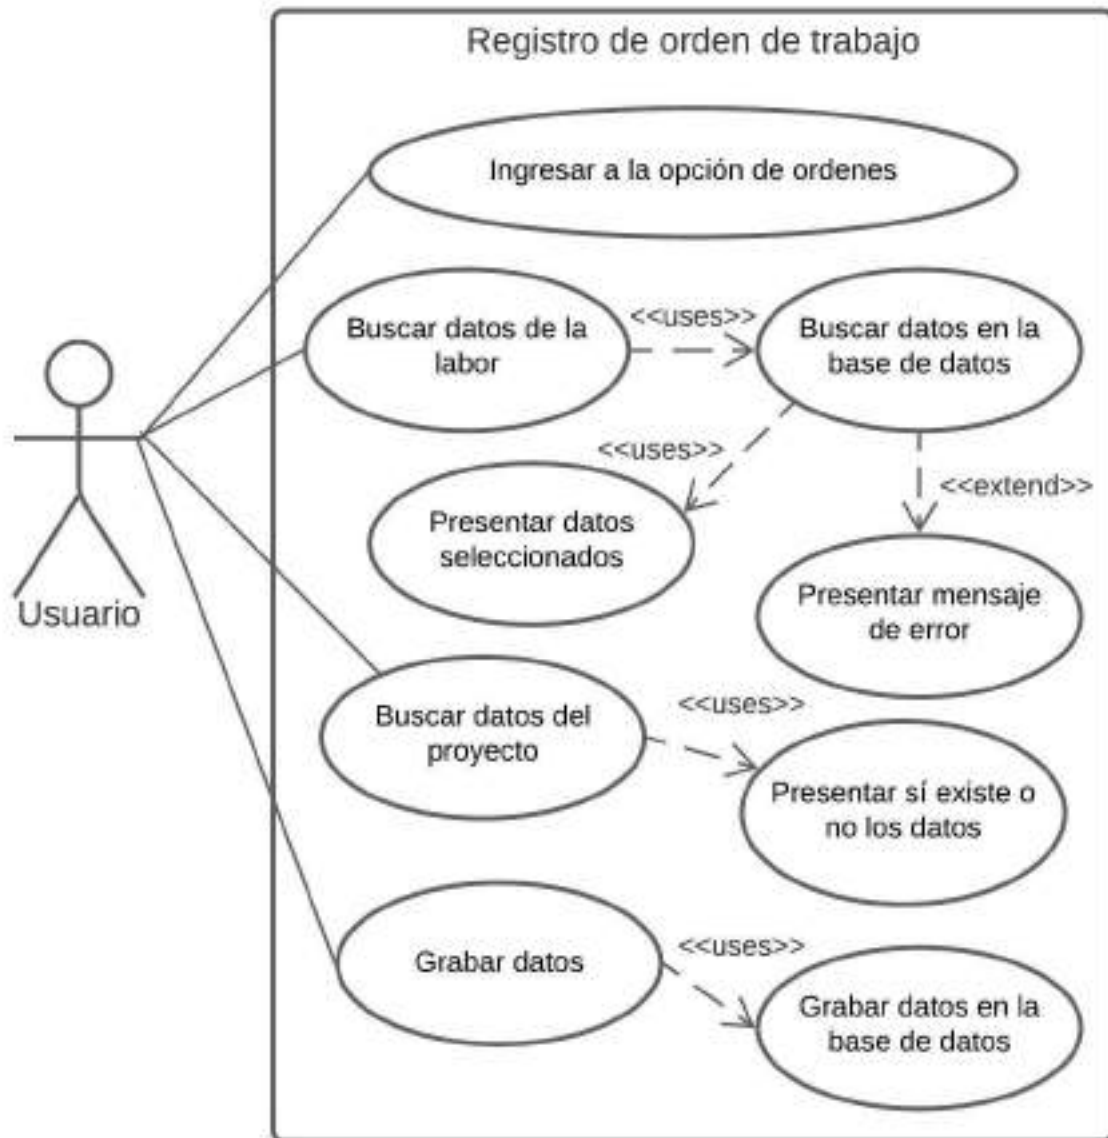 Registro de orden de trabajo
Ingresar a la opción de ordenes
Buscar datos de la
labor
<<uses>>
Buscar datos en la
base de datos
<<uses>>
<<extend>>
Presentar datos
seleccionados
Presentar mensaje
de error
Usuario
Buscar datos del
proyecto
<<uses>>
Presentar sí existe o
no los datos
Grabar datos
<<uses>>
Grabar datos en la
base de datos